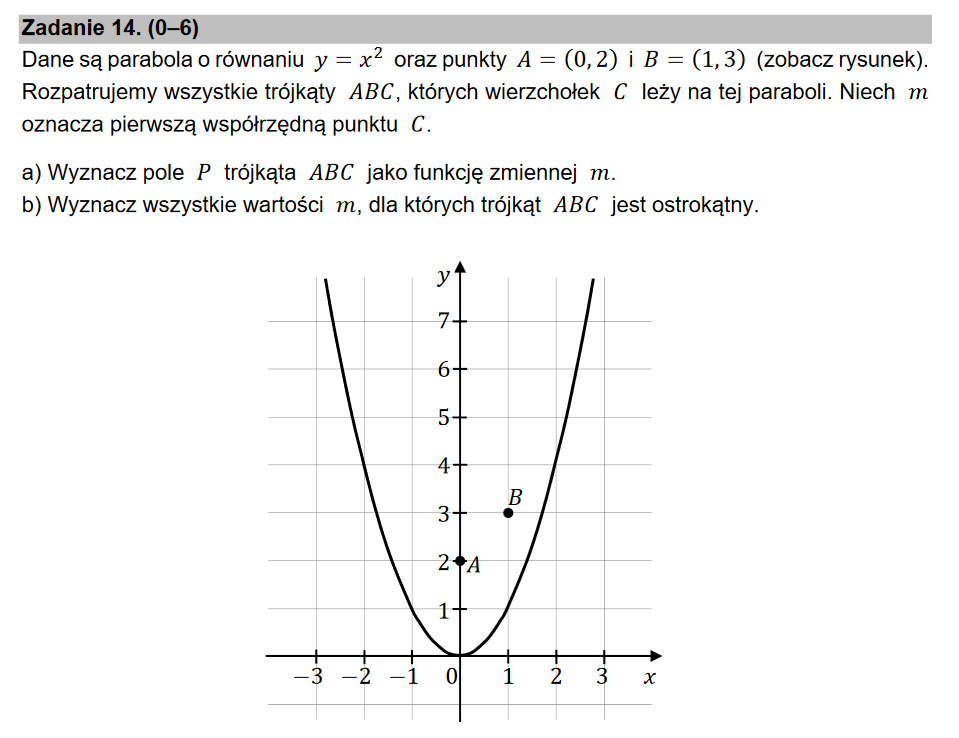 Zadanie 14. (0–6)
Dane są parabola o równaniu y = x² oraz punkty A = (0, 2) i B = (1, 3) (zobacz rysunek).
Rozpatrujemy wszystkie trójkąty ABC, których wierzchołek C leży na tej paraboli. Niech m
oznacza pierwszą współrzędną punktu C.
a) Wyznacz pole P trójkąta ABC jako funkcję zmiennej m.
b) Wyznacz wszystkie wartości m, dla których trójkąt ABC jest ostrokątny.
y
7
6
5
4
B
3
2 A
1
−3 −2 −1 0 1 2 3 x